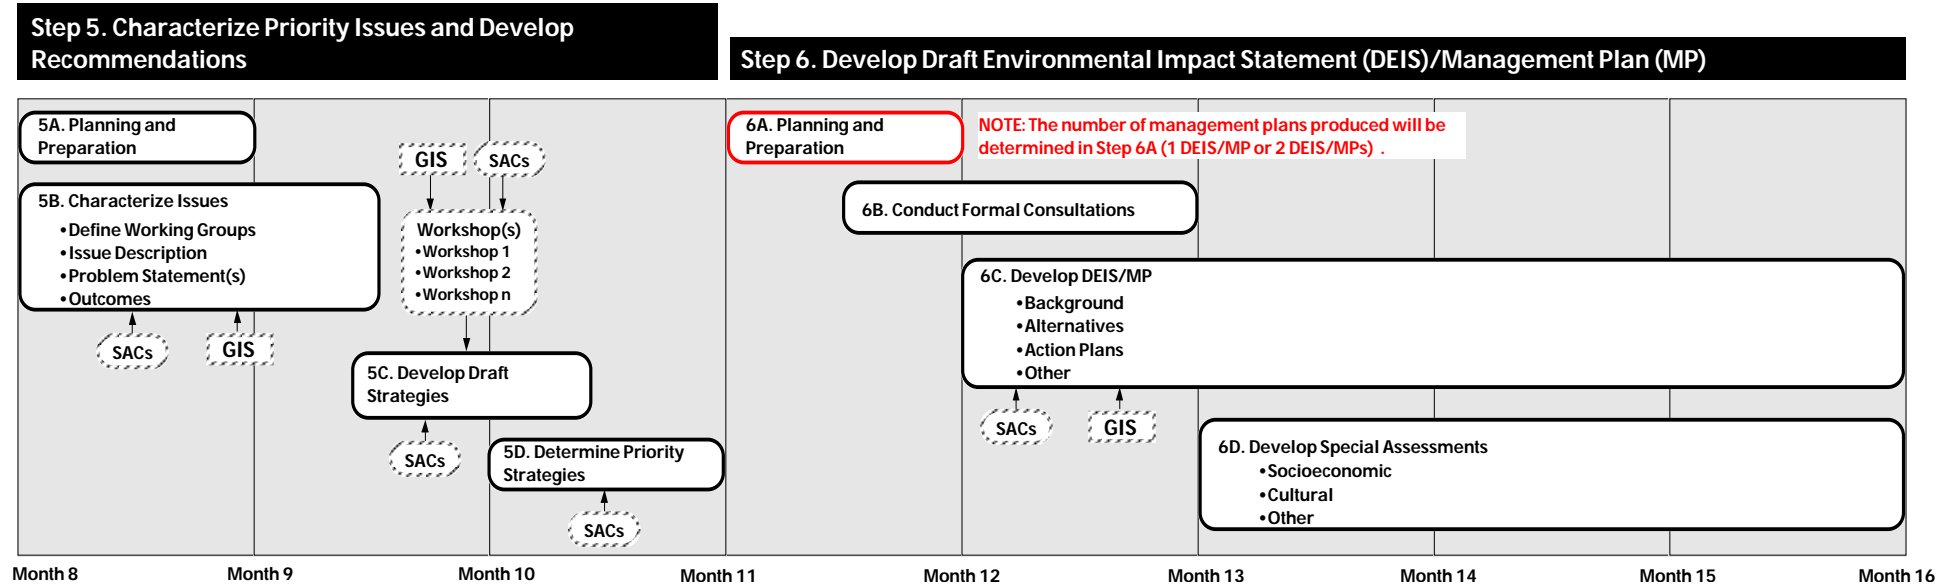 Step 5. Characterize Priority Issues and Develop
Recommendations
Step 6. Develop Draft Environmental Impact Statement (DEIS)/Management Plan (MP)
5A. Planning and
Preparation
5B. Characterize Issues
•Define Working Groups
•Issue Description
•Problem Statement(s)
•Outcomes
SACs
GIS
GIS
SACs
Workshop(s)
•Workshop 1
•Workshop 2
•Workshop n
5C. Develop Draft
Strategies
SACs
5D. Determine Priority
Strategies
SACs
6A. Planning and
Preparation
NOTE: The number of management plans produced will be
determined in Step 6A (1 DEIS/MP or 2 DEIS/MPs) .
6B. Conduct Formal Consultations
6C. Develop DEIS/MP
•Background
•Alternatives
•Action Plans
•Other
SACs
GIS
6D. Develop Special Assessments
•Socioeconomic
•Cultural
•Other
Month 8
Month 9
Month 10
Month 11
Month 12
Month 13
Month 14
Month 15
Month 16